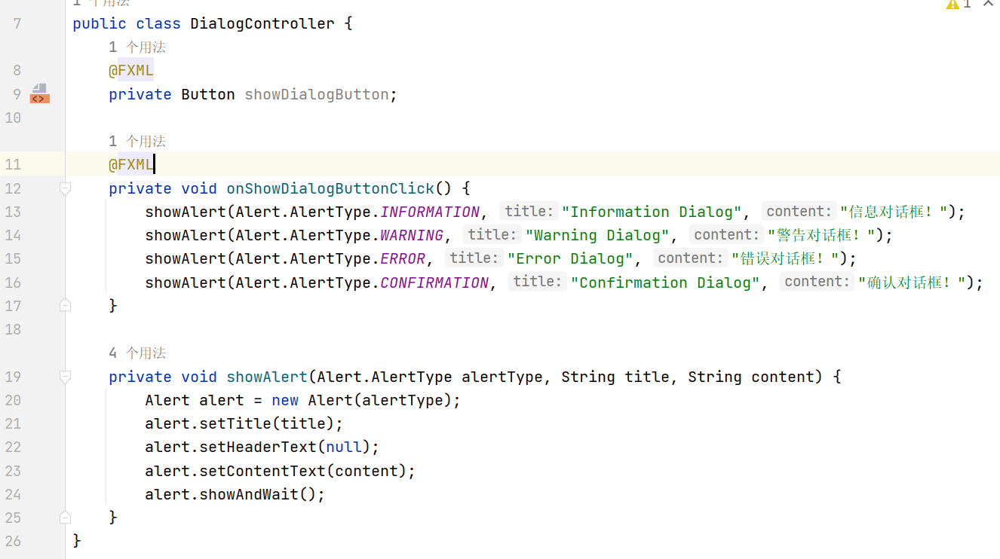 1 个用法
1
7 public class DialogController {
1 个用法
8 @FXML
9 <> private Button showDialogButton;
10
1 个用法
11 @FXML
12 private void onShowDialogButtonClick() {
13 showAlert(Alert.AlertType.INFORMATION, title: "Information Dialog", content: "信息对话框！");
14 showAlert(Alert.AlertType.WARNING, title: "Warning Dialog", content: "警告对话框！");
15 showAlert(Alert.AlertType.ERROR, title: "Error Dialog", content: "错误对话框！");
16 showAlert(Alert.AlertType.CONFIRMATION, title: "Confirmation Dialog", content: "确认对话框！");
17 }
18
4 个用法
19 private void showAlert(Alert.AlertType alertType, String title, String content) {
20 Alert alert = new Alert(alertType);
21 alert.setTitle(title);
22 alert.setHeaderText(null);
23 alert.setContentText(content);
24 alert.showAndWait();
25 }
26 }